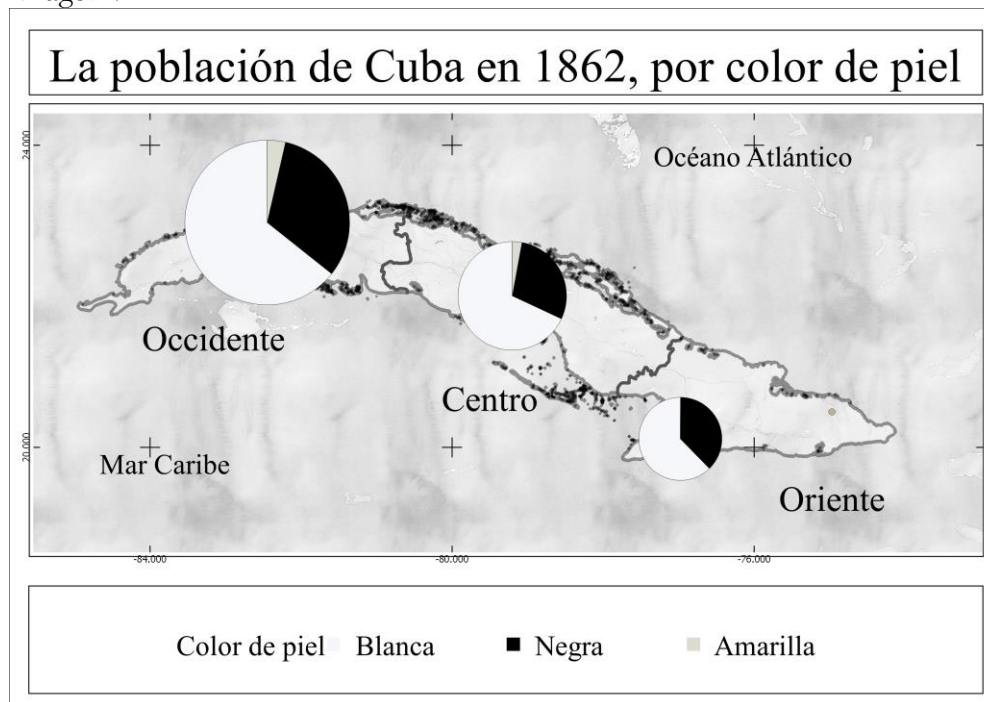 La población de Cuba en 1862, por color de piel
24.000
Océano Atlántico
Occidente
Centro
20.000
Mar Caribe
Oriente
-84.000
-80.000
-76.000
Color de piel Blanca Negra Amarilla